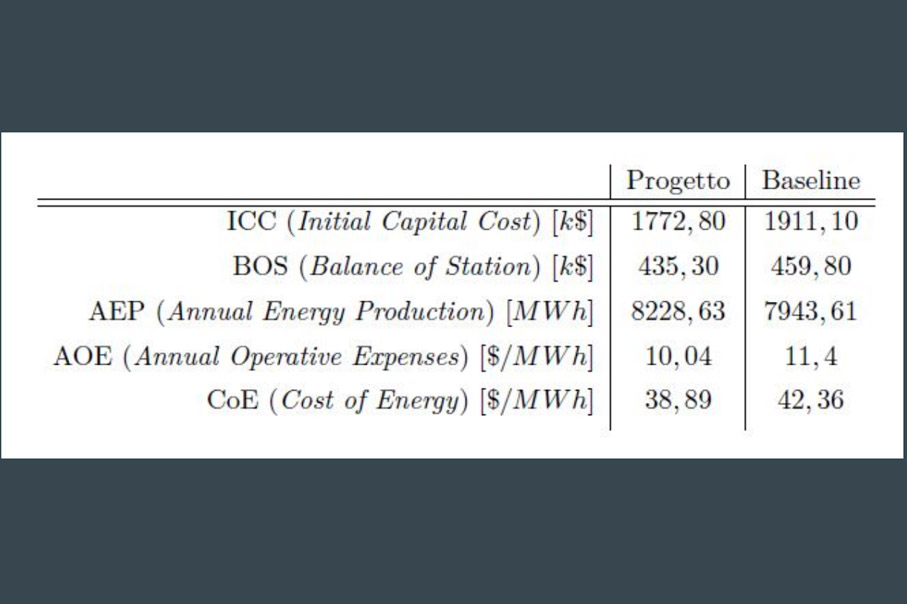 Progetto Baseline
ICC (Initial Capital Cost) [k$] 1772, 80 1911, 10
BOS (Balance of Station) [k$] 435, 30 459, 80
AEP (Annual Energy Production) [MWh] 8228, 63 7943, 61
AOE (Annual Operative Expenses) [$/MWh] 10, 04 11, 4
CoE (Cost of Energy) [$/MWh] 38, 89 42, 36